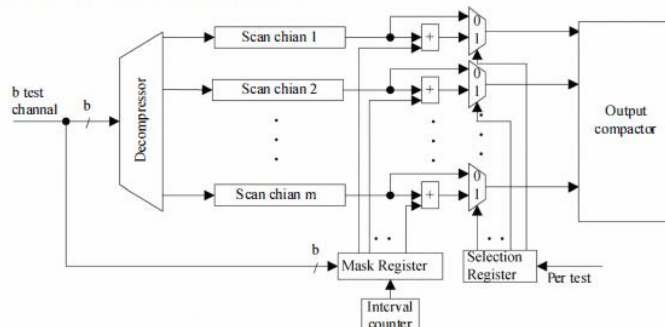 Scan chian 1
0
1
+
b test
channal
b
Decompressor
Scan chian 2
0
1
+
Output
compactor
Scan chian m
0
1
+
b
Mask Register
Selection
Register
Per test
Interval
counter